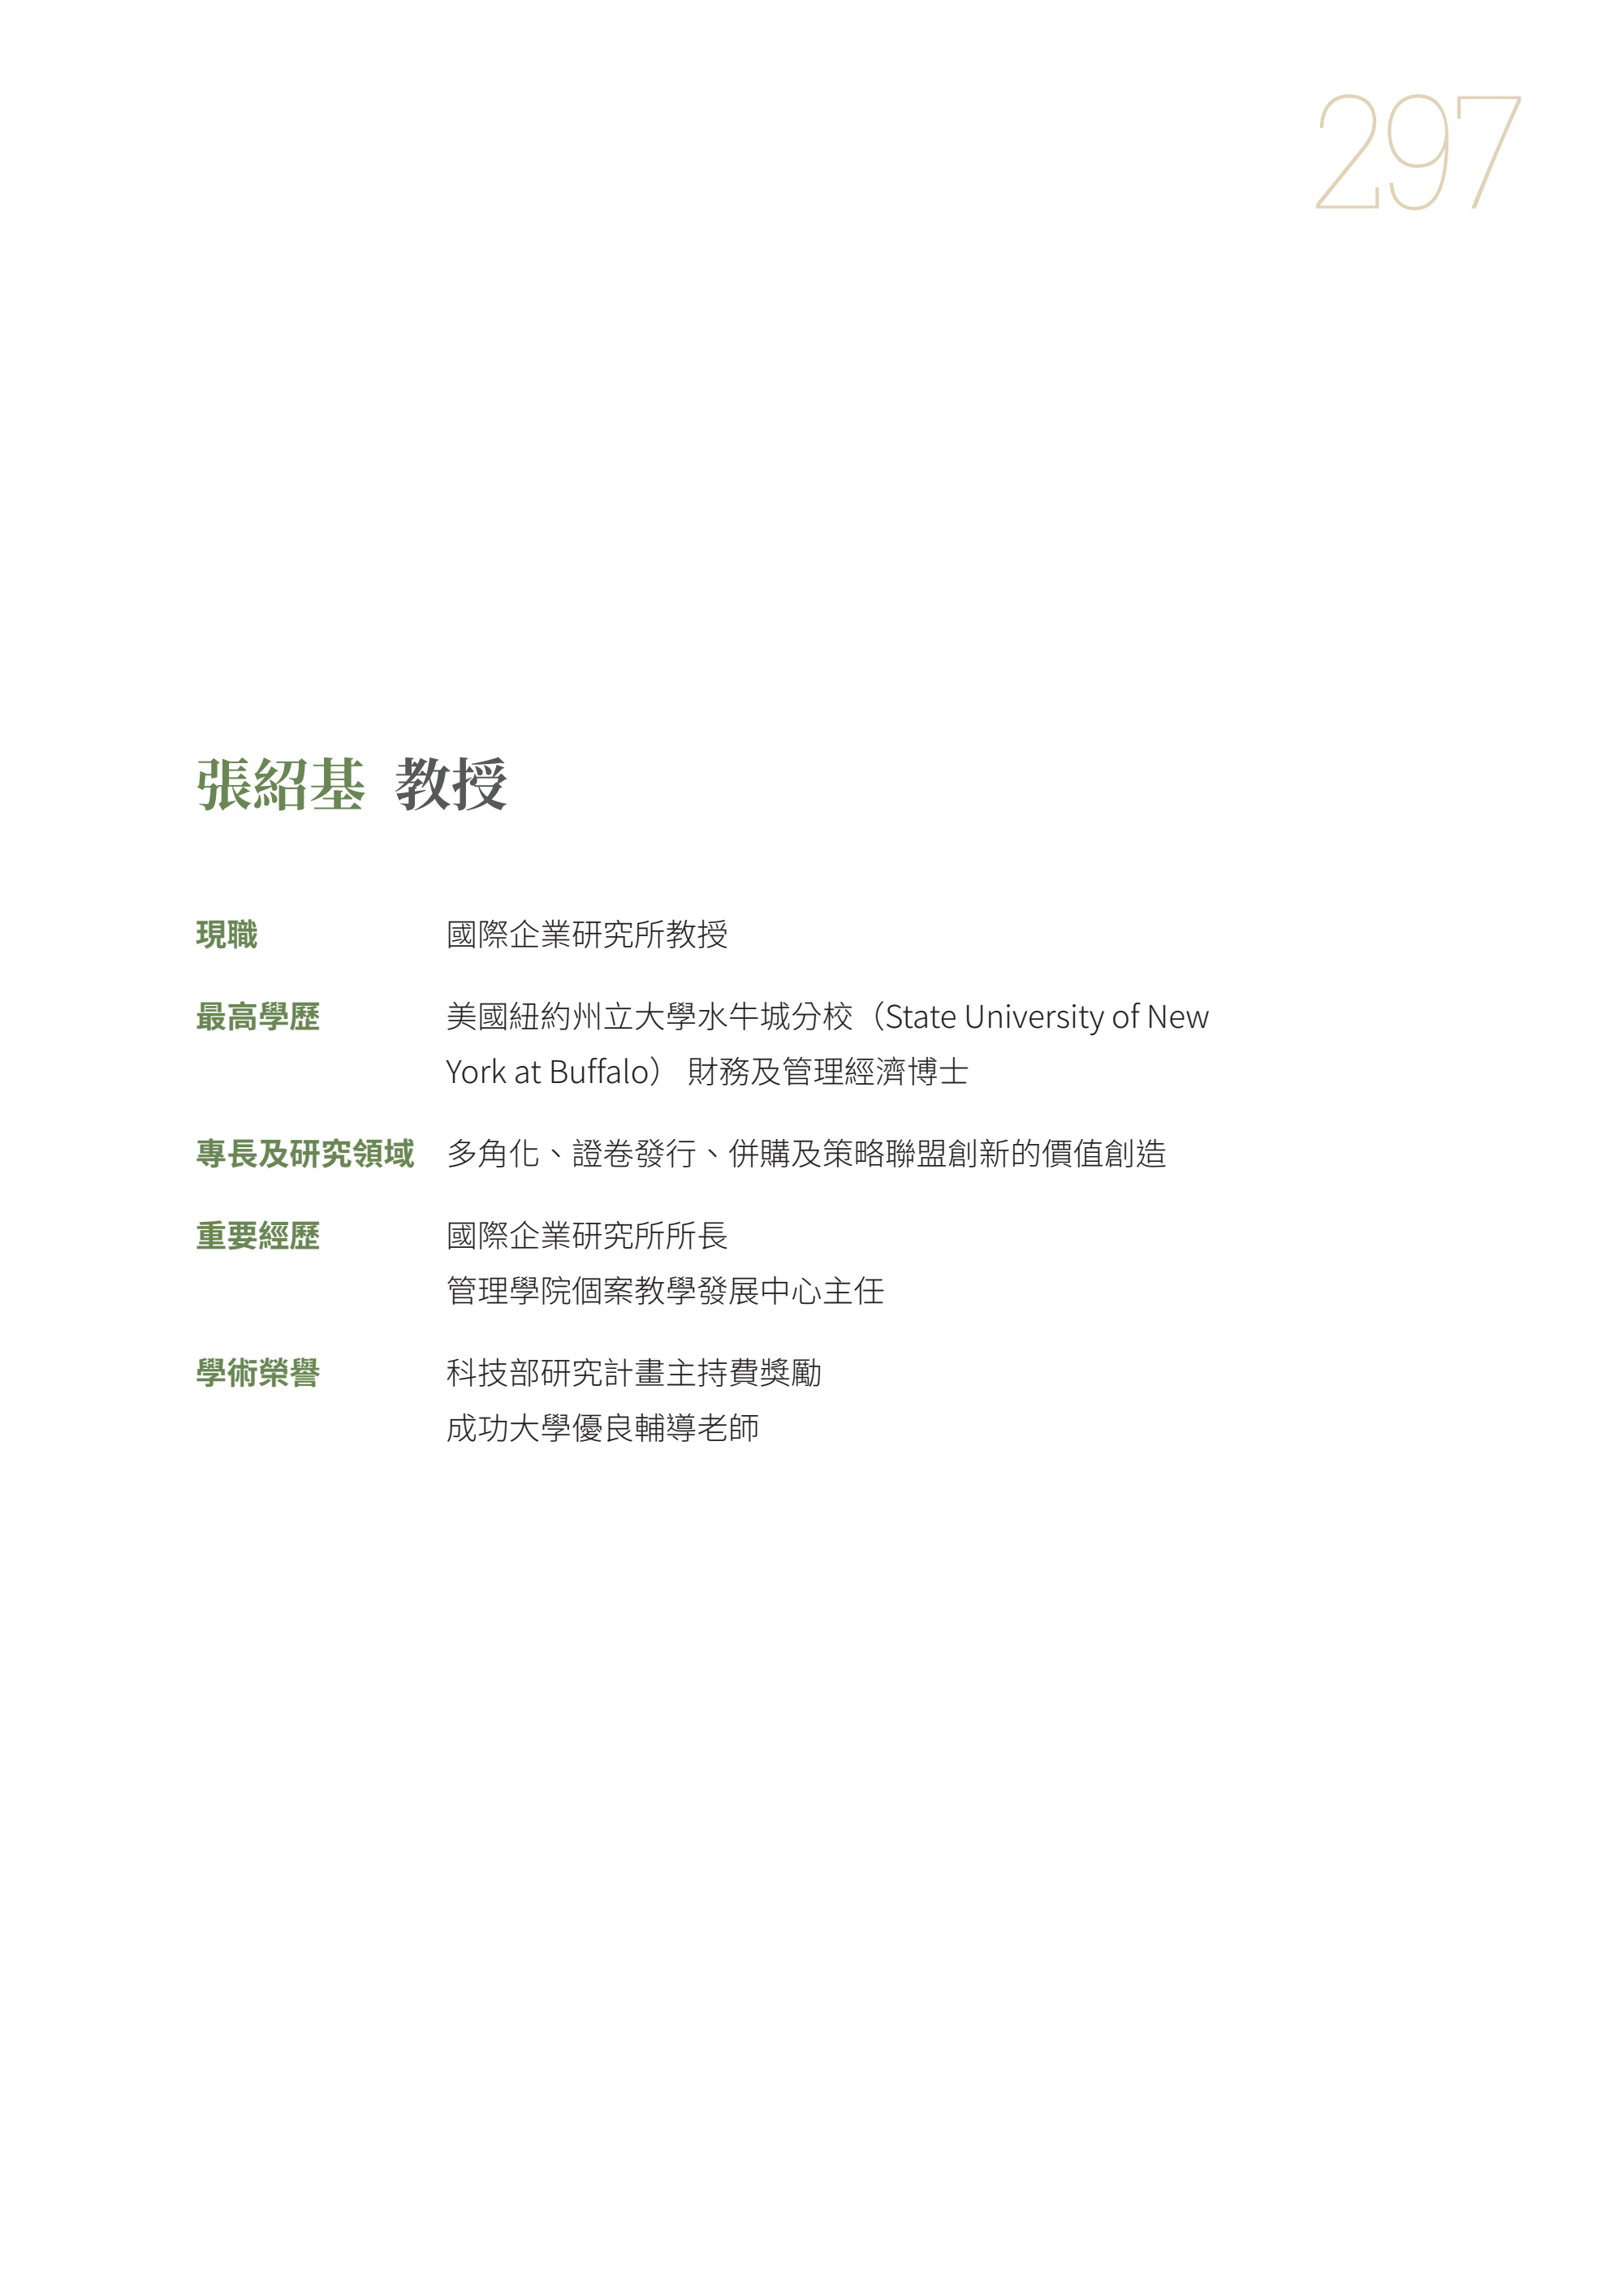 297
張紹基 教授
現職 國際企業研究所教授
最高學歷 美國紐約州立大學水牛城分校（State University of New
York at Buffalo） 財務及管理經濟博士
專長及研究領域 多角化、證卷發行、併購及策略聯盟創新的價值創造
重要經歷 國際企業研究所所長
管理學院個案教學發展中心主任
學術榮譽 科技部研究計畫主持費獎勵
成功大學優良輔導老師